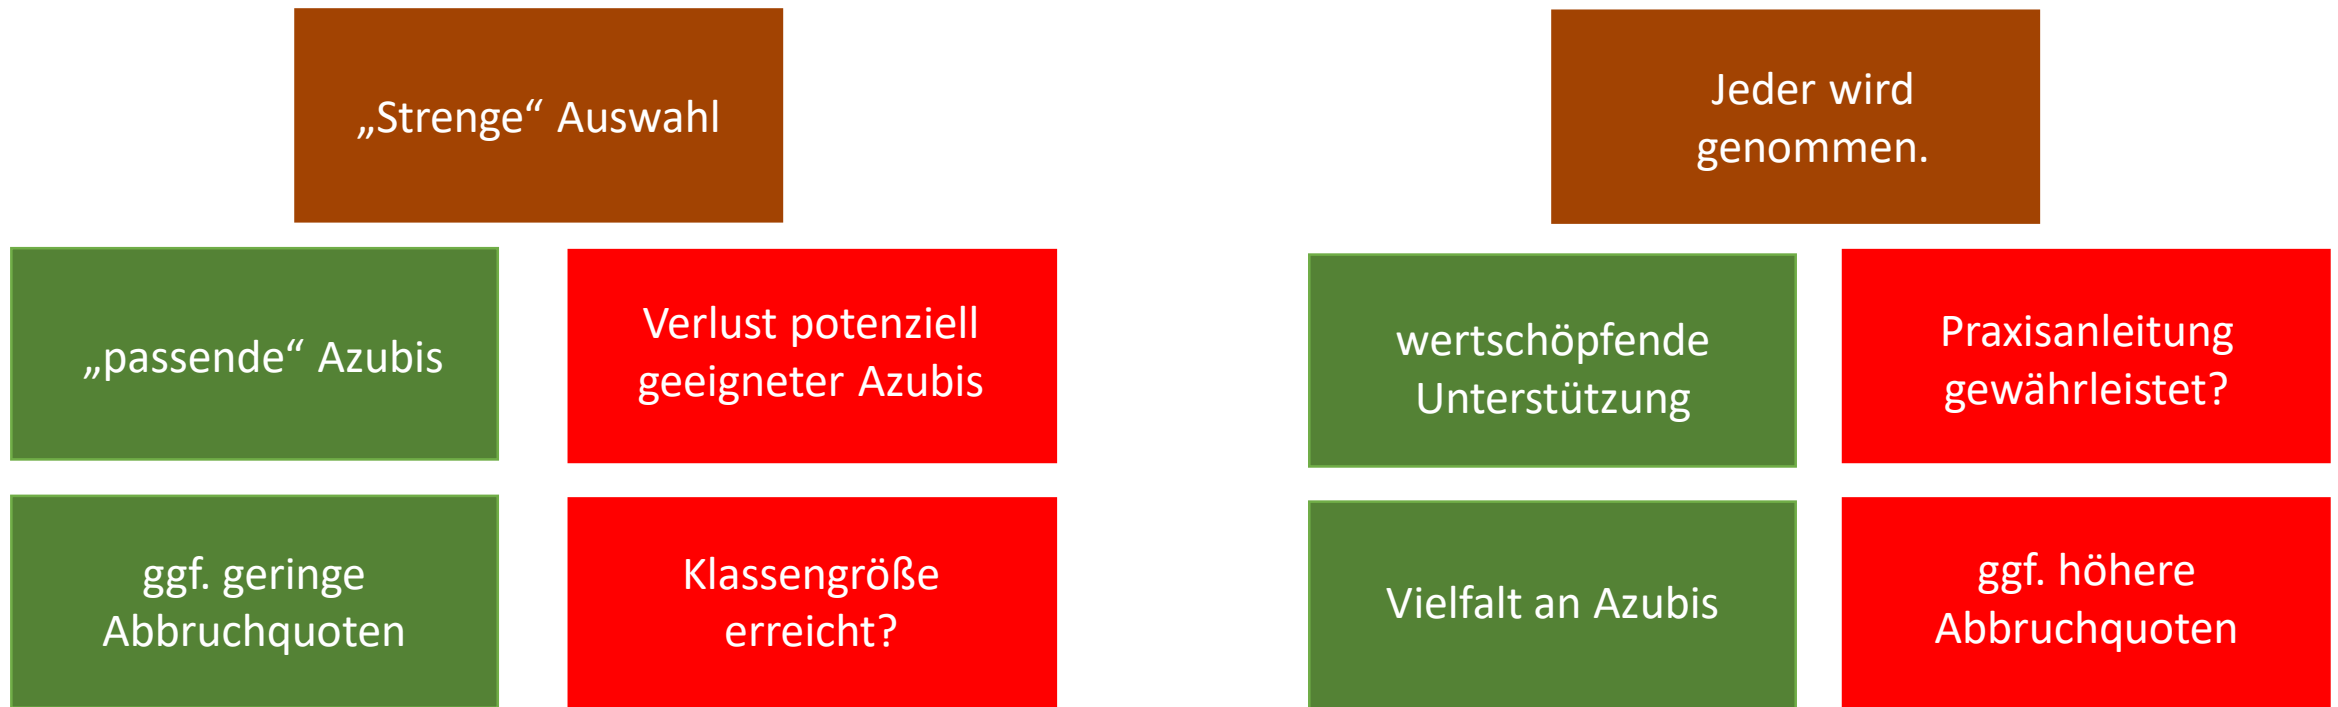 „Strenge“ Auswahl
Jeder wird
genommen.
„passende“ Azubis
Verlust potenziell
geeigneter Azubis
wertschöpfende
Unterstützung
Praxisanleitung
gewährleistet?
ggf. geringe
Abbruchquoten
Klassengröße
erreicht?
Vielfalt an Azubis
ggf. höhere
Abbruchquoten